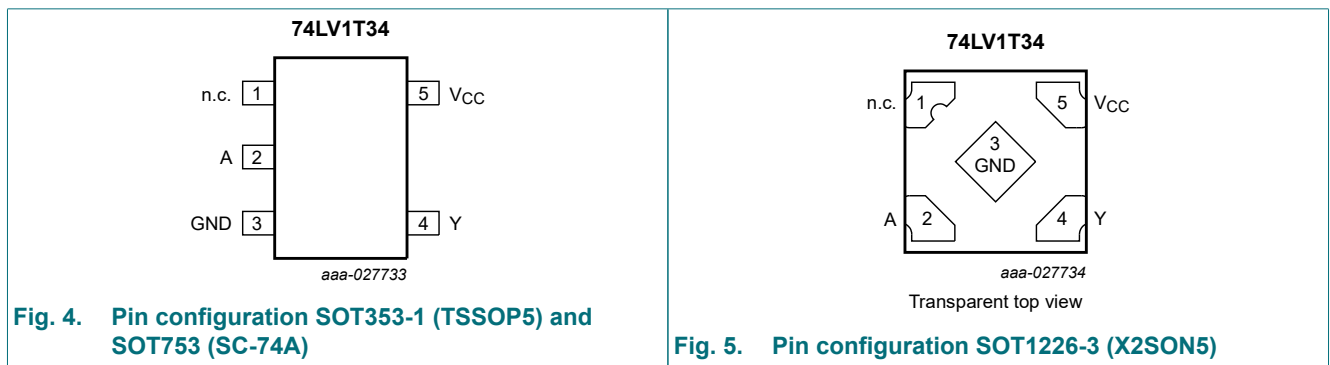 74LV1T34
n.c. 1
5 VCC
A 2
GND 3
4 Y
aaa-027733
Fig. 4. Pin configuration SOT353-1 (TSSOP5) and
SOT753 (SC-74A)
74LV1T34
n.c. 1
5 VCC
3
GND
A 2
4 Y
aaa-027734
Transparent top view
Fig. 5. Pin configuration SOT1226-3 (X2SON5)